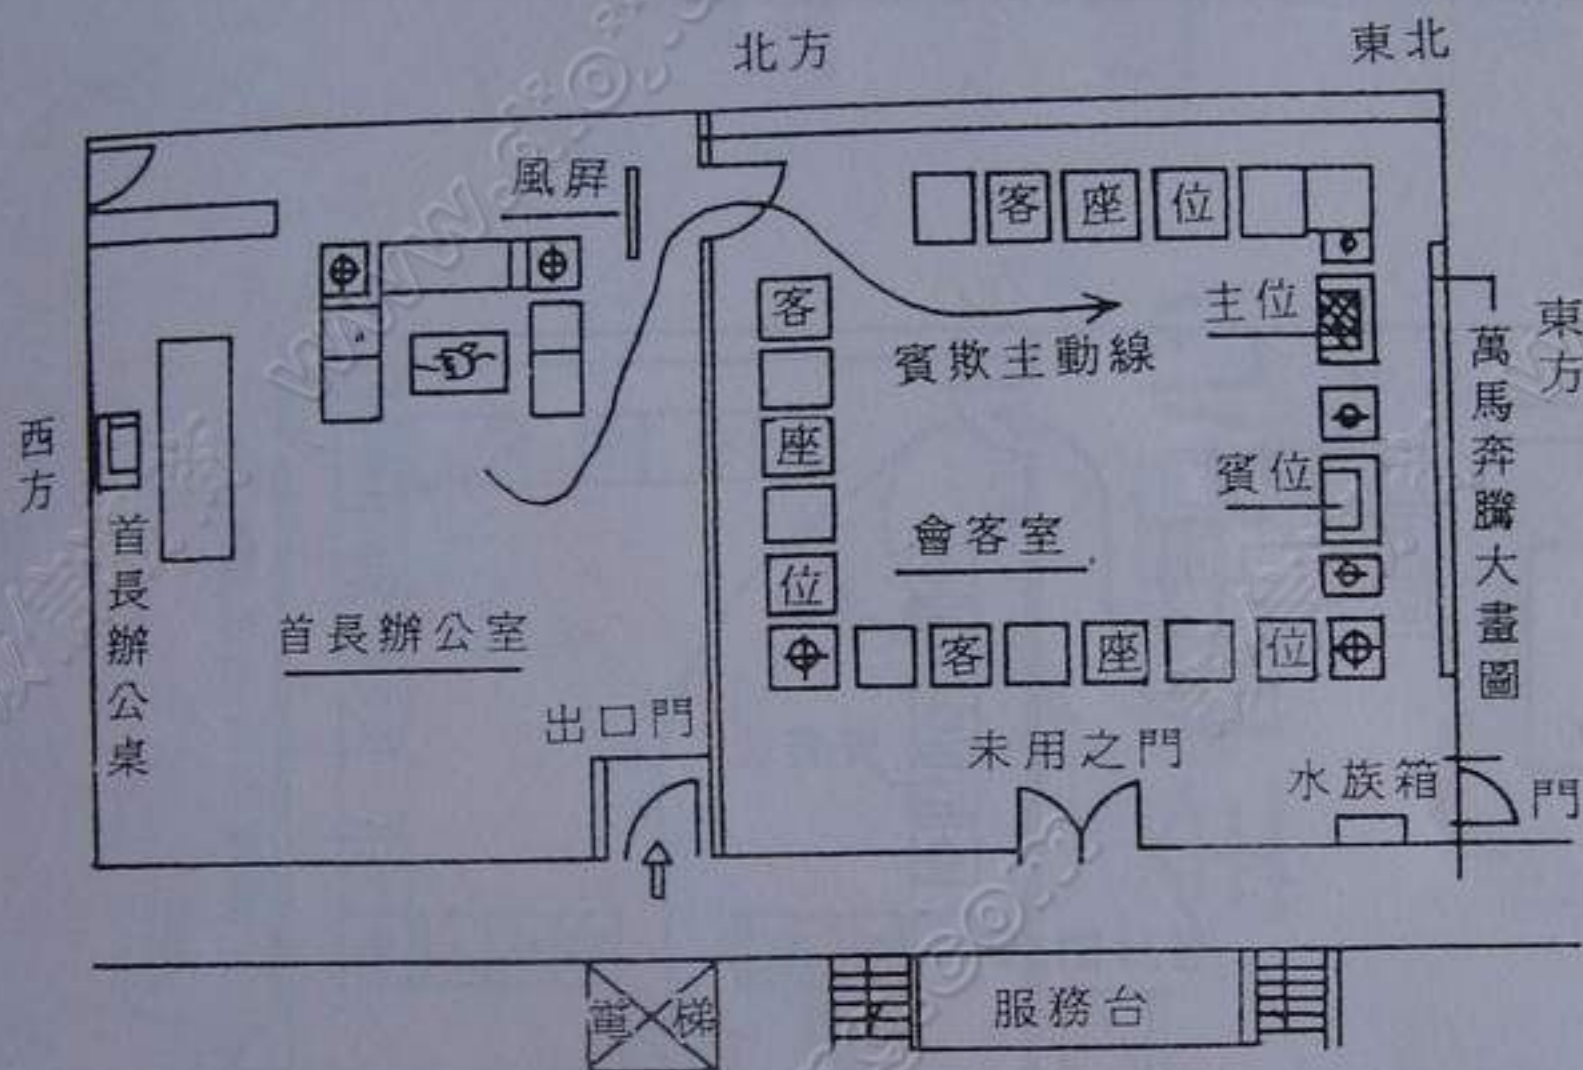 北方
東北
風屏
客座位
主位
東方
賓欺主動線
萬馬奔騰大畫圖
客座位
西方
賓位
會客室
首長辦公桌
首長辦公室
客座位
出口門
未用之門
水族箱
門
電梯
服務台